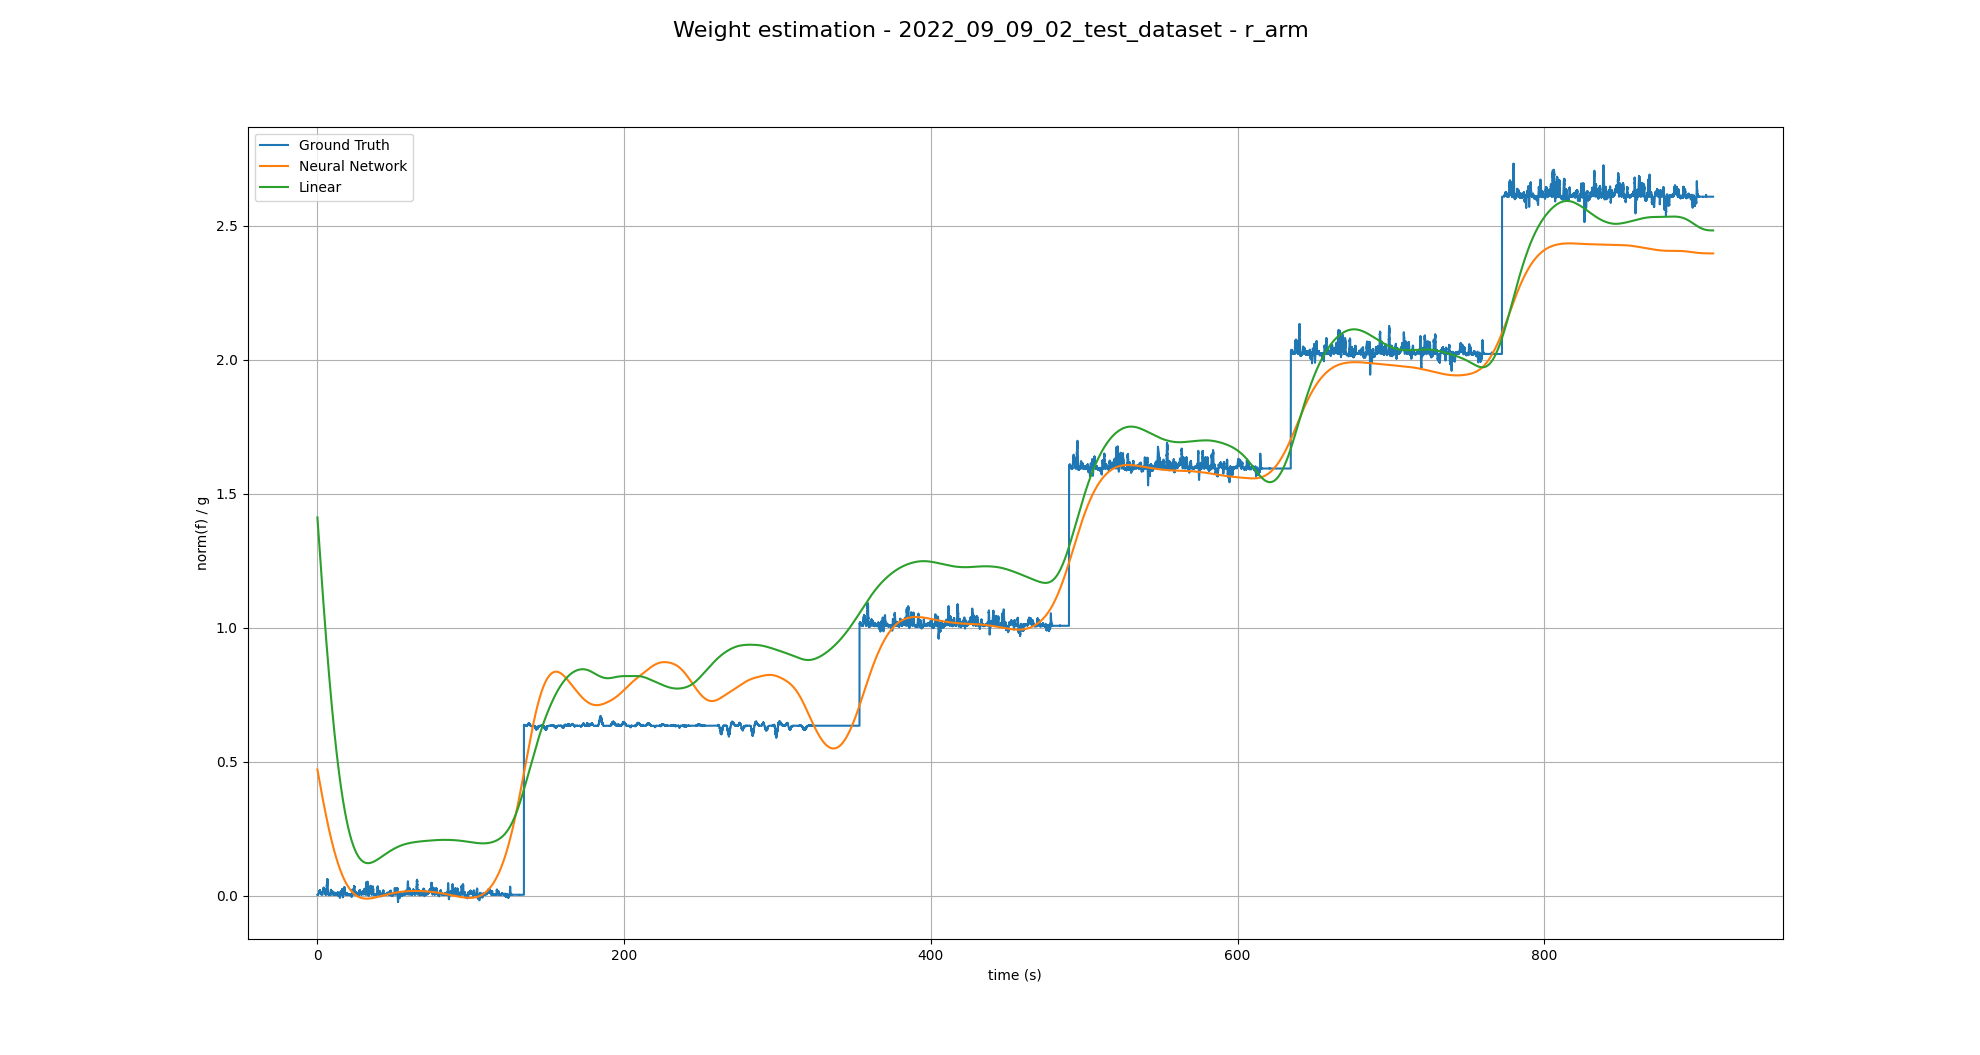 Weight estimation - 2022_09_09_02_test_dataset - r_arm
Ground Truth
Neural Network
Linear
2.5
2.0
1.5
1.0
0.5
0.0
norm(f) / g
0 200 400 600 800
time (s)